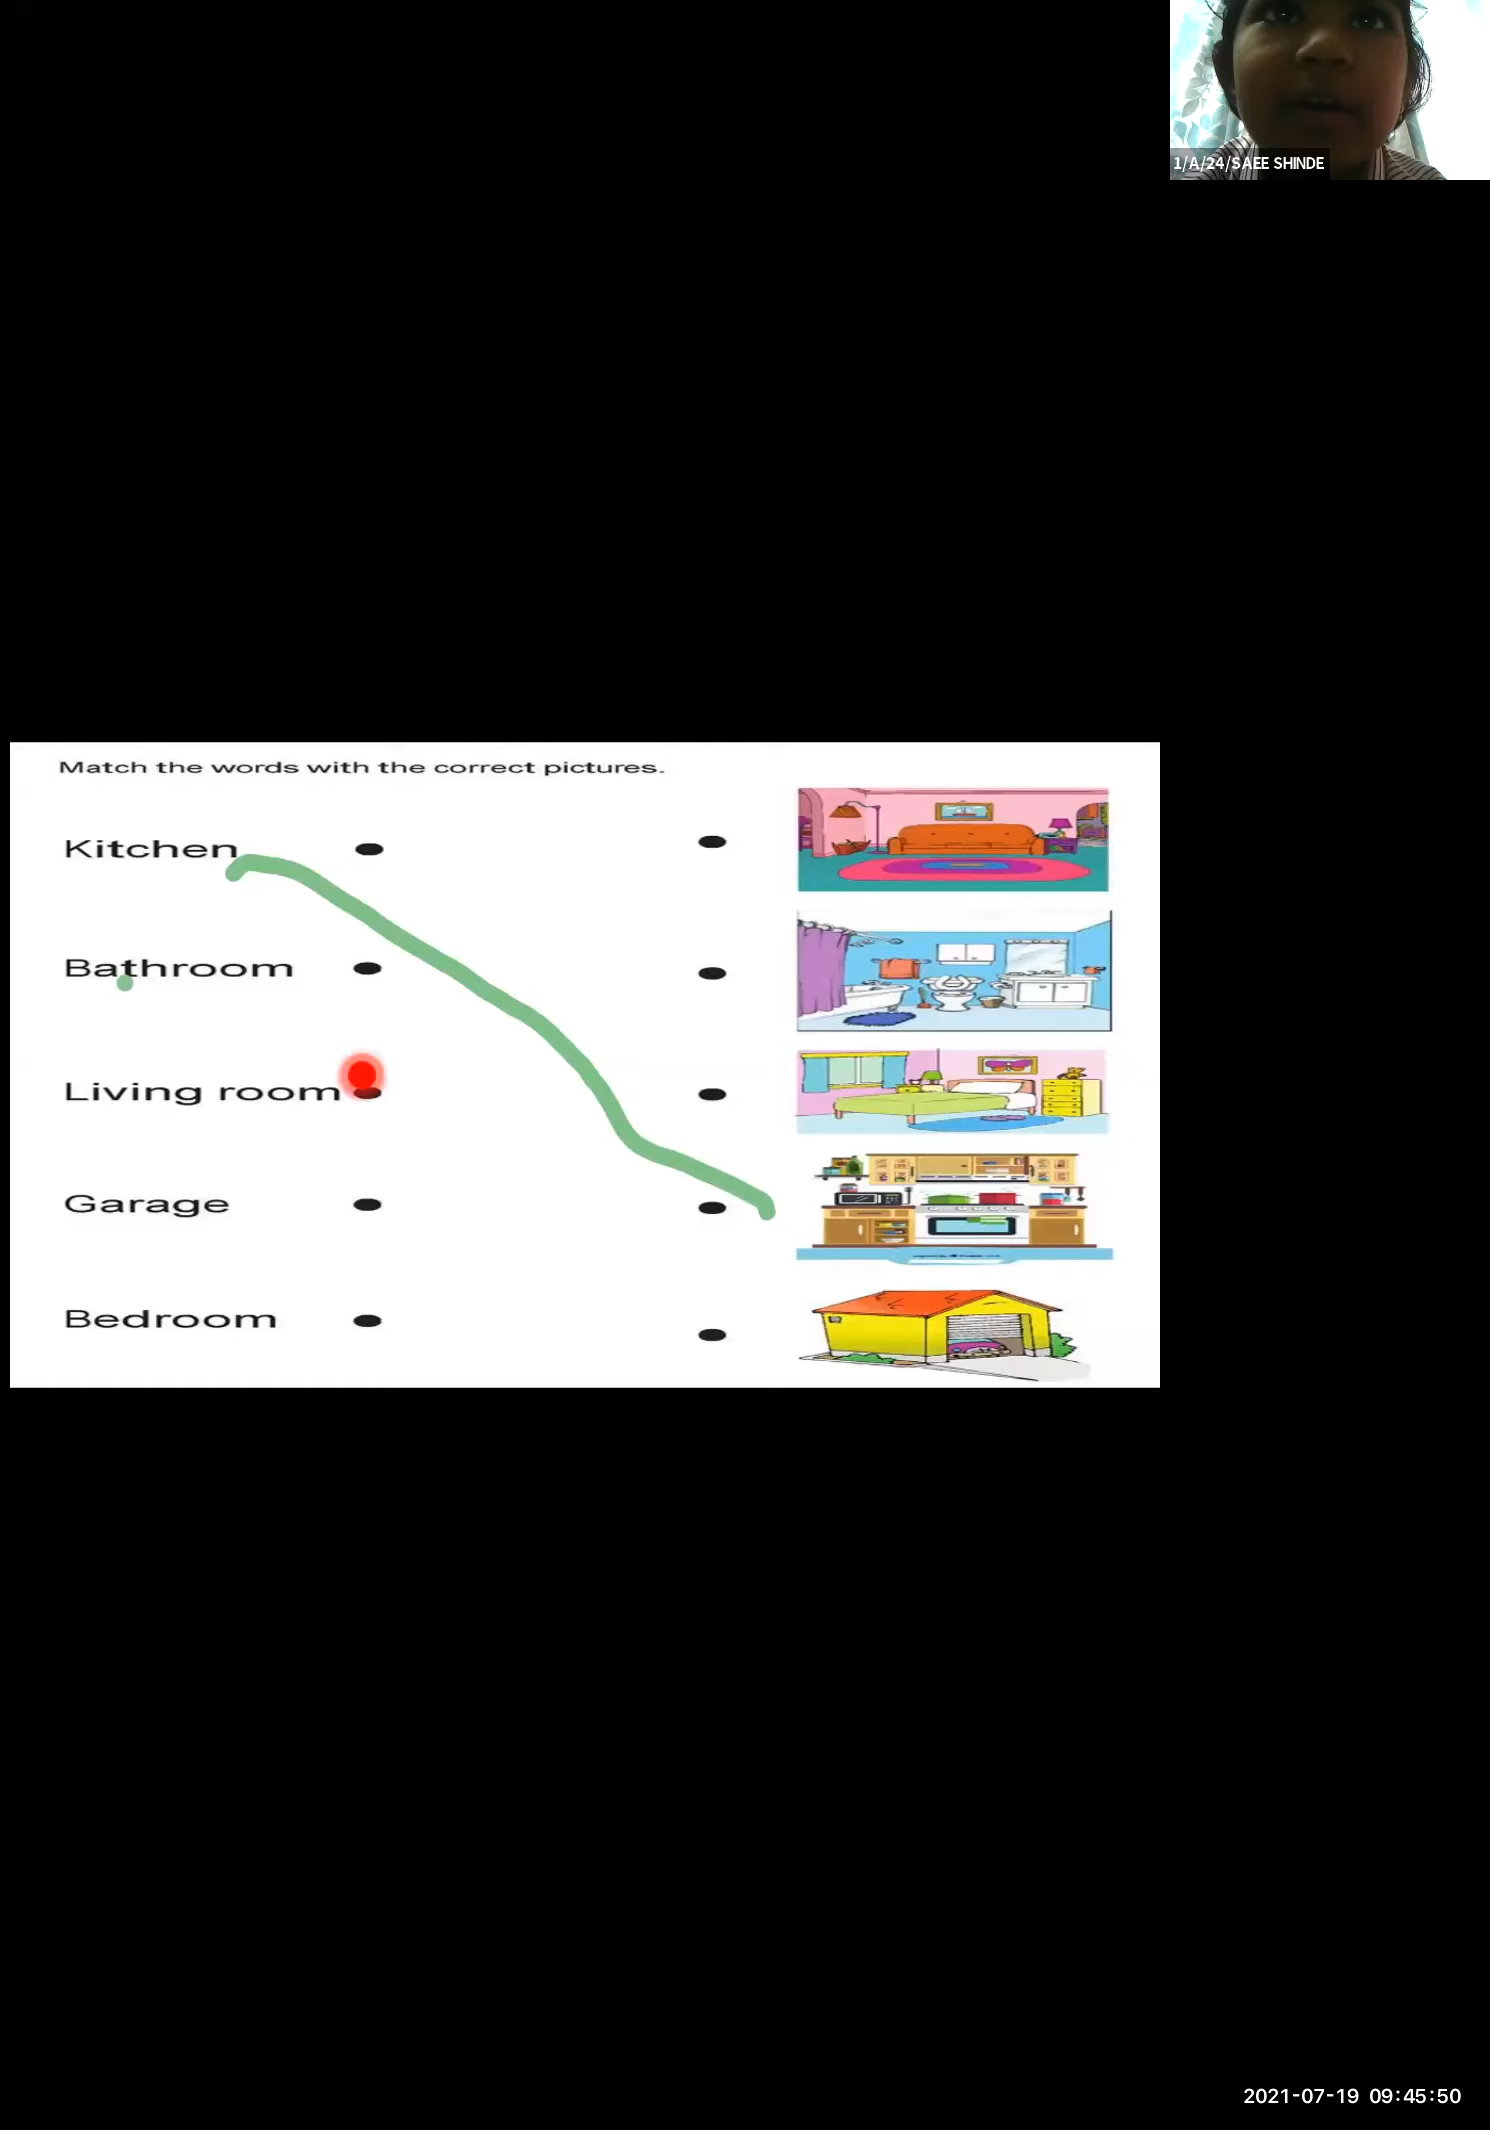 1/A/24/SAEE SHINDE
Match the words with the correct pictures.
Kitchen
Bathroom
Living room
Garage
Bedroom
2021-07-19 09:45:50